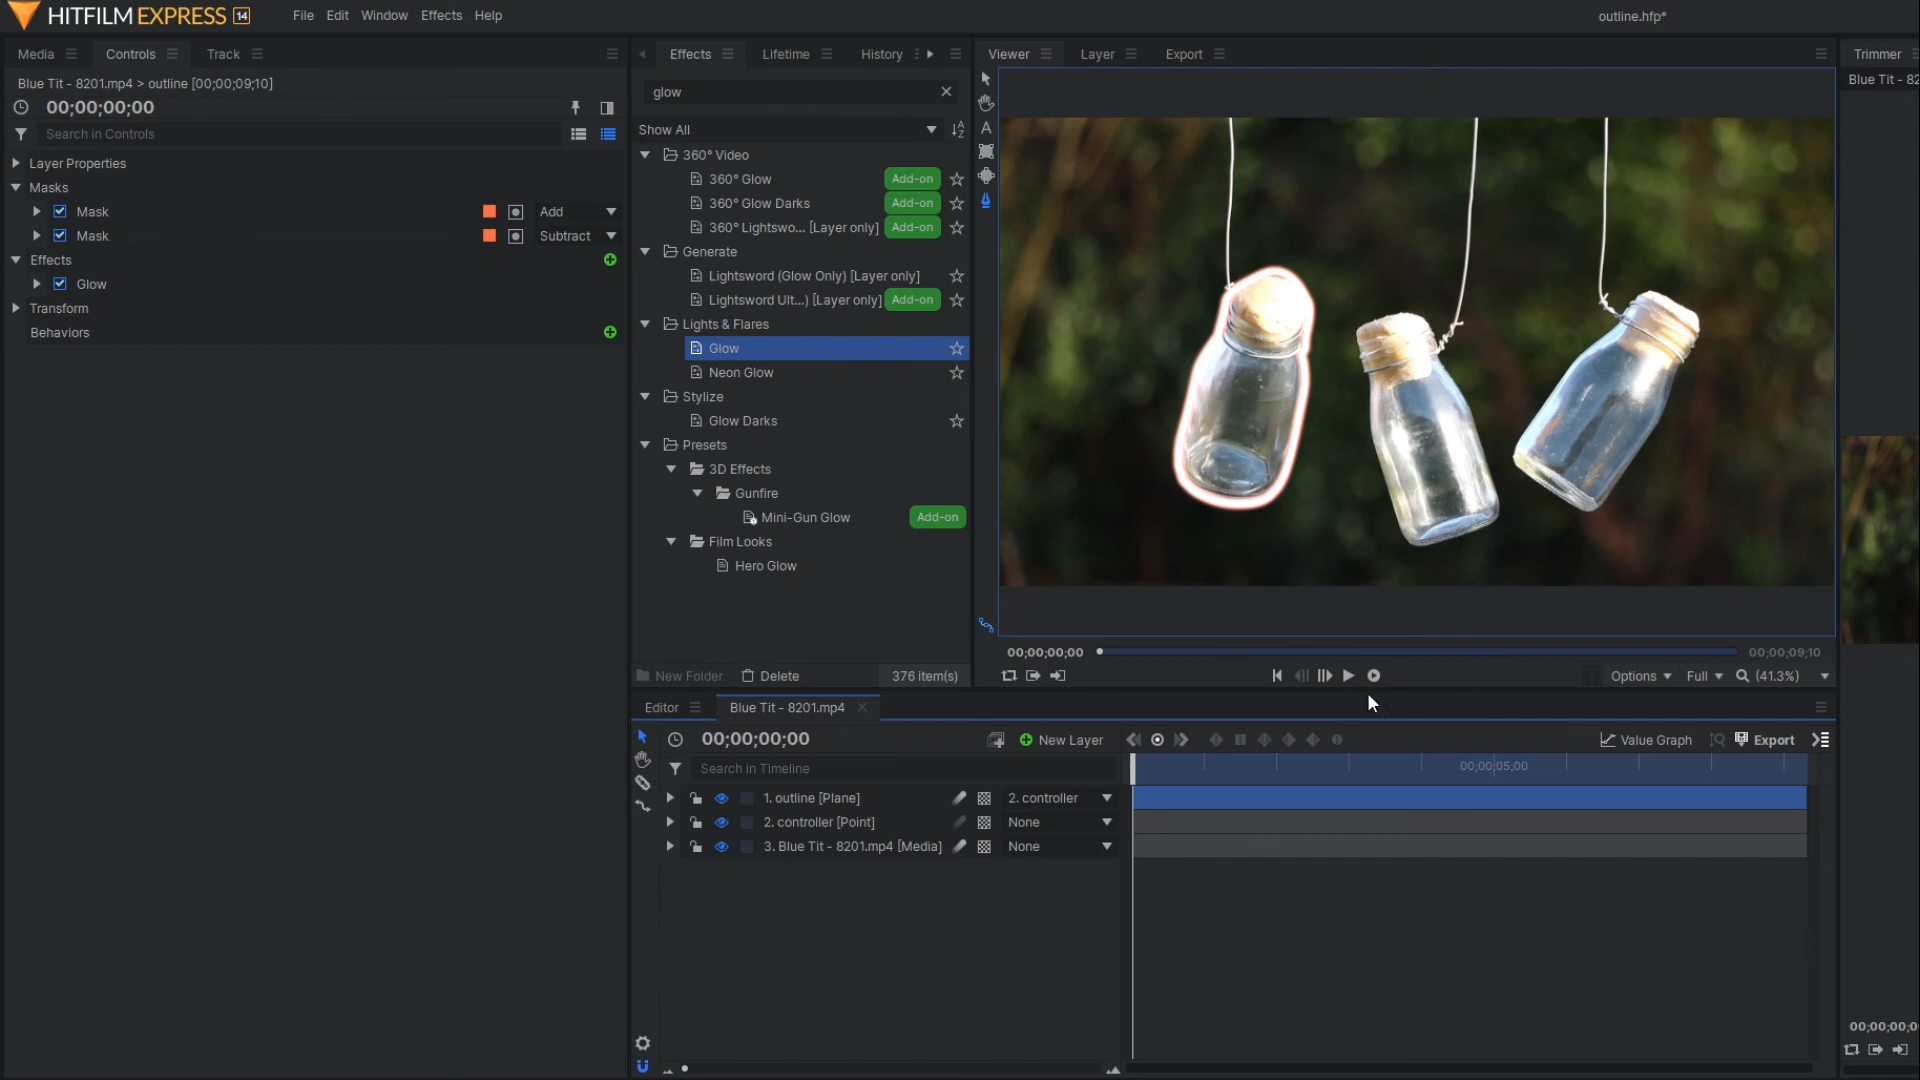 HITFILM EXPRESS 14
File Edit Window Effects Help
outline.hfp*
Media Controls Track
Blue Tit - 8201.mp4 > outline [00;00;09;10]
00;00;00;00
Search in Controls
Layer Properties
Masks
Mask Add
Mask Subtract
Effects
Glow
Transform
Behaviors
Effects Lifetime History
glow
Show All
360° Video
360° Glow Add-on
360° Glow Darks Add-on
360° Lightswo... [Layer only] Add-on
Generate
Lightsword (Glow Only) [Layer only]
Lightsword Ult...) [Layer only] Add-on
Lights & Flares
Glow
Neon Glow
Stylize
Glow Darks
Presets
3D Effects
Gunfire
Mini-Gun Glow Add-on
Film Looks
Hero Glow
New Folder Delete 376 item(s)
Viewer Layer Export
A
00;00;00;00 00;00;09;10
Options Full (41.3%)
Trimmer
Blue Tit - 82
00;00;00;0
Editor Blue Tit - 8201.mp4
00;00;00;00 New Layer Value Graph Export
Search in Timeline
00;00;05;00
1. outline [Plane] 2. controller
2. controller [Point] None
3. Blue Tit - 8201.mp4 [Media] None